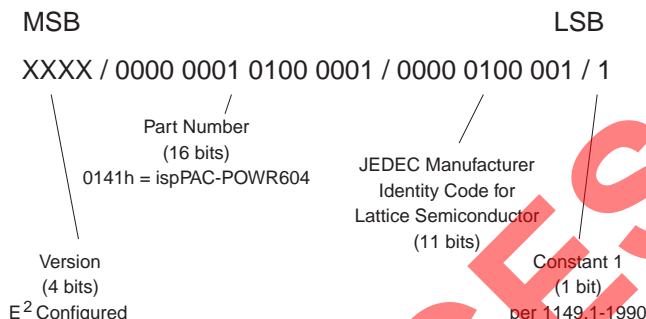 MSB LSB
XXXX / 0000 0001 0100 0001 / 0000 0100 001 / 1
Part Number
(16 bits)
0141h = ispPAC-POWR604
JEDEC Manufacturer
Identity Code for
Lattice Semiconductor
(11 bits)
Version
(4 bits)
E2 Configured
Constant 1
(1 bit)
per 1149.1-1990